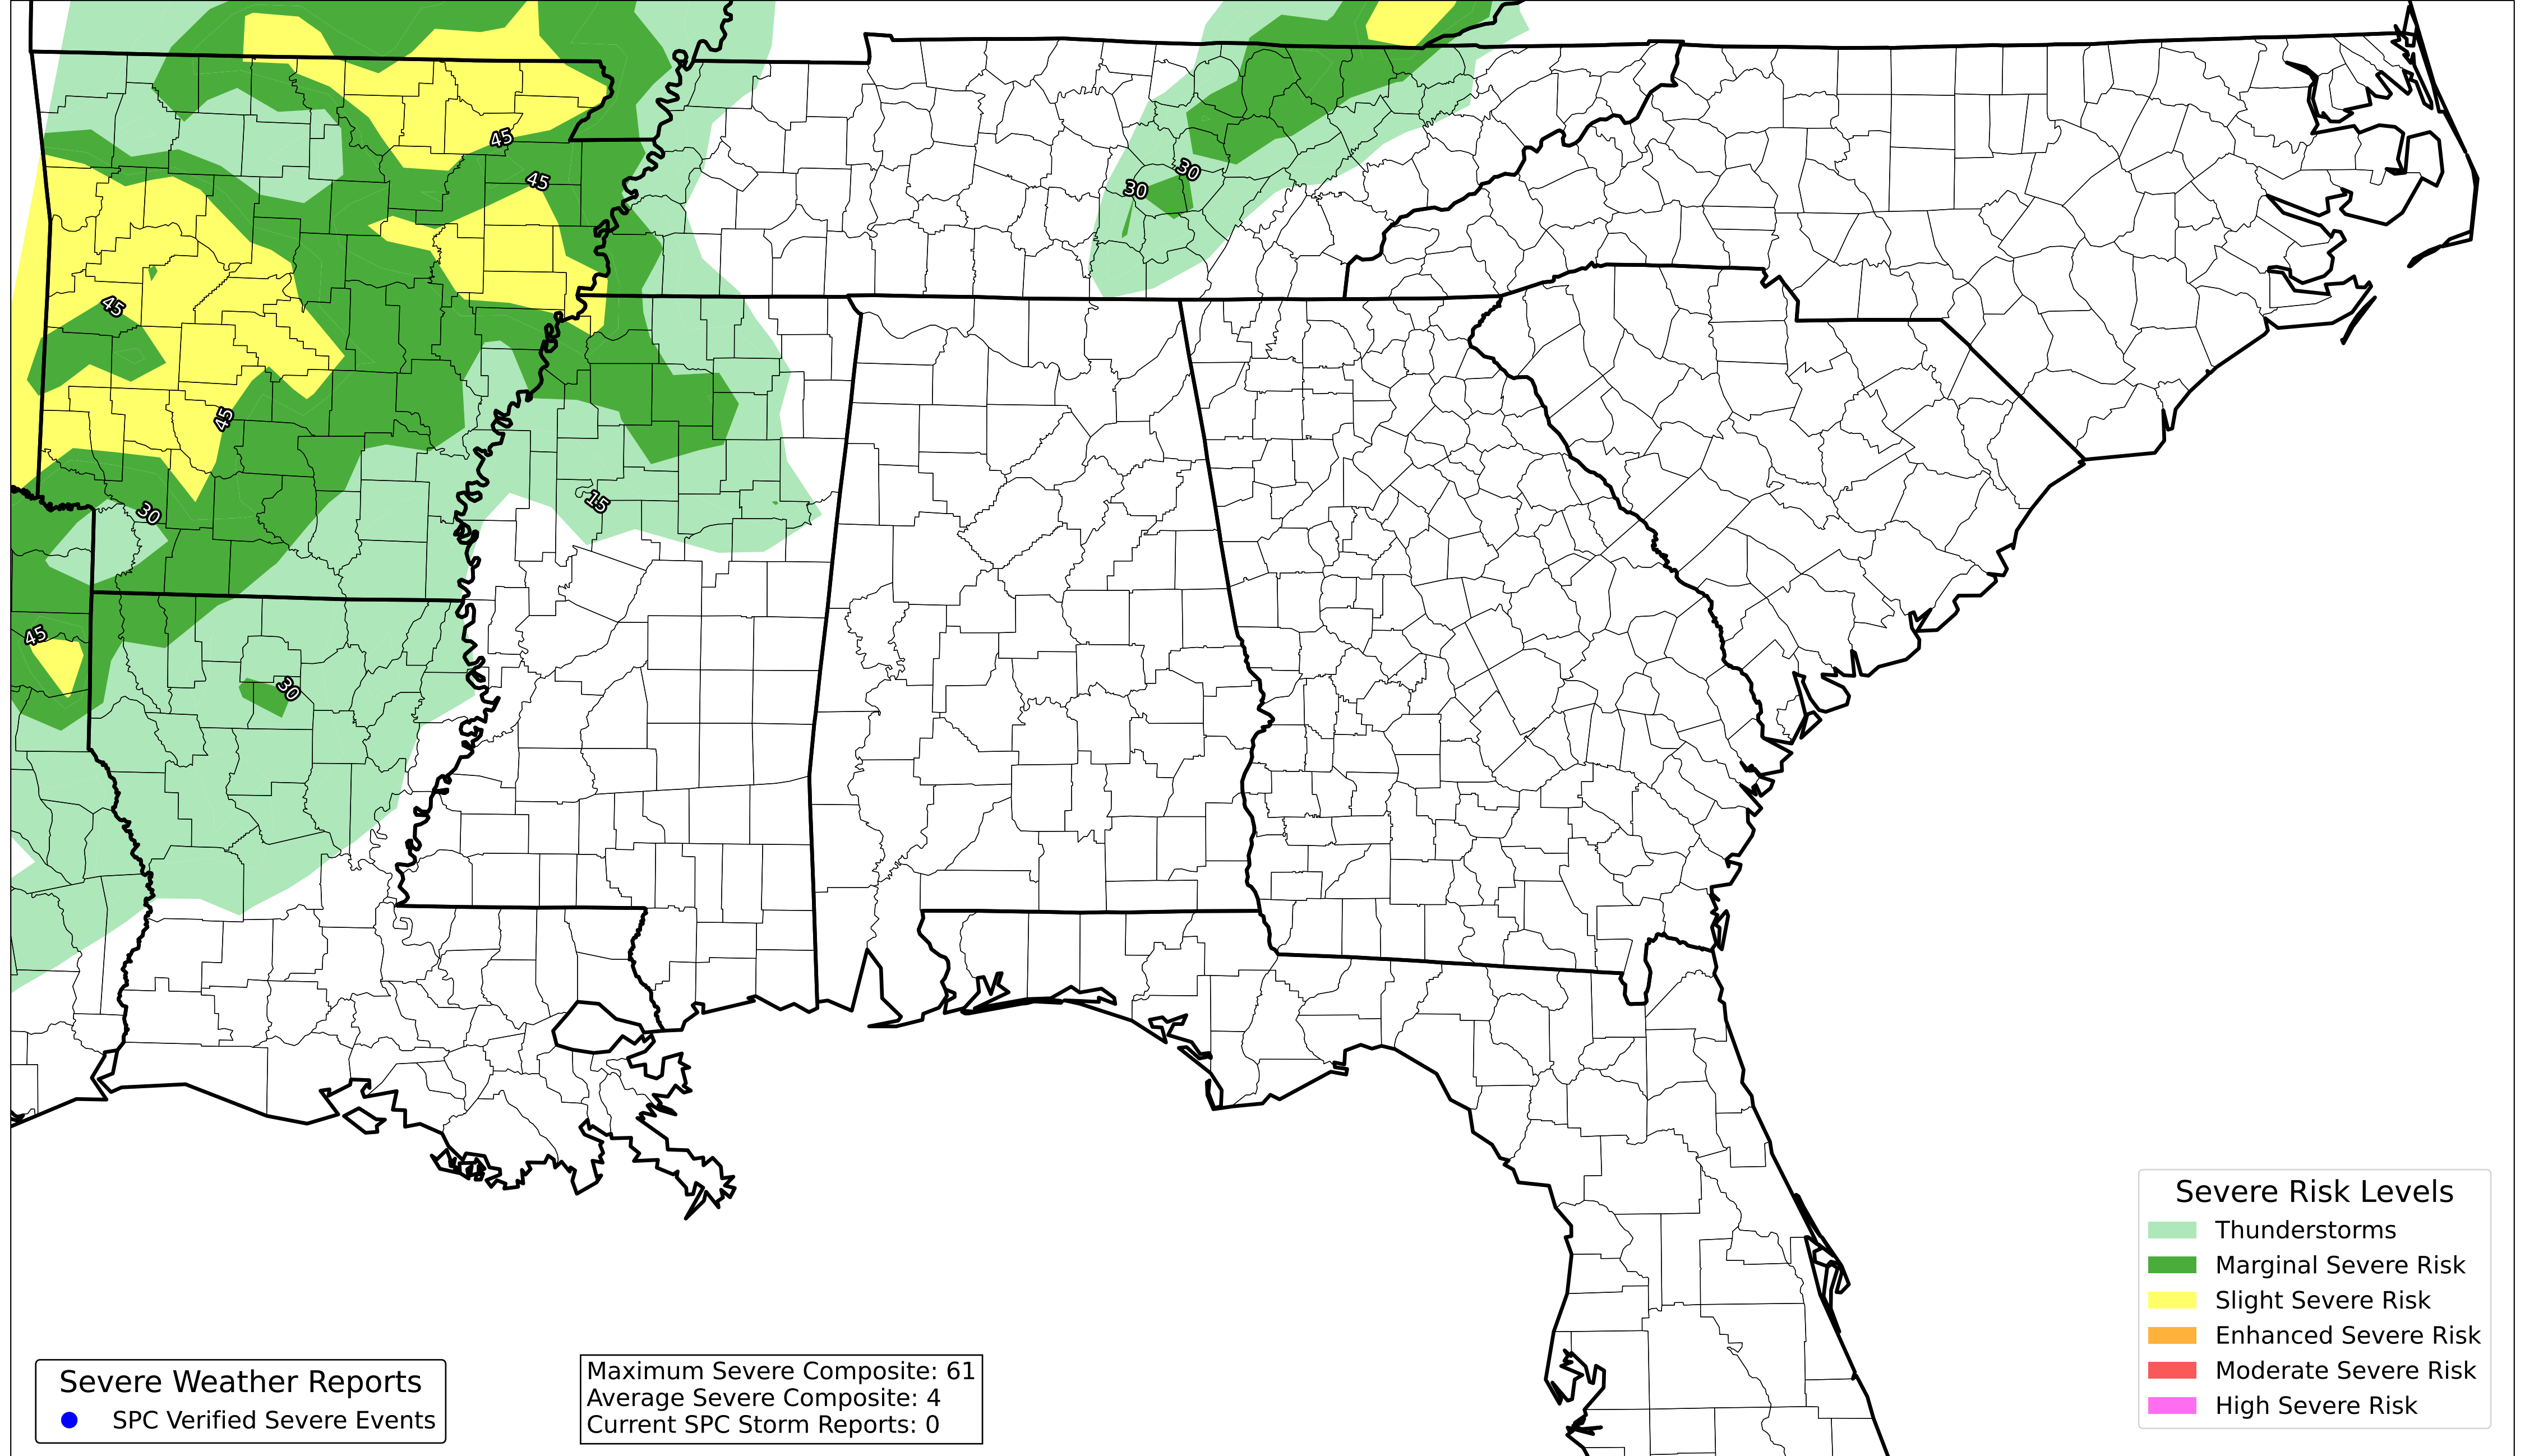 45
45
30
30
45
45
15
30
45
30
Severe Risk Levels
Thunderstorms
Marginal Severe Risk
Slight Severe Risk
Enhanced Severe Risk
Moderate Severe Risk
High Severe Risk
Severe Weather Reports
SPC Verified Severe Events
Maximum Severe Composite: 61
Average Severe Composite: 4
Current SPC Storm Reports: 0